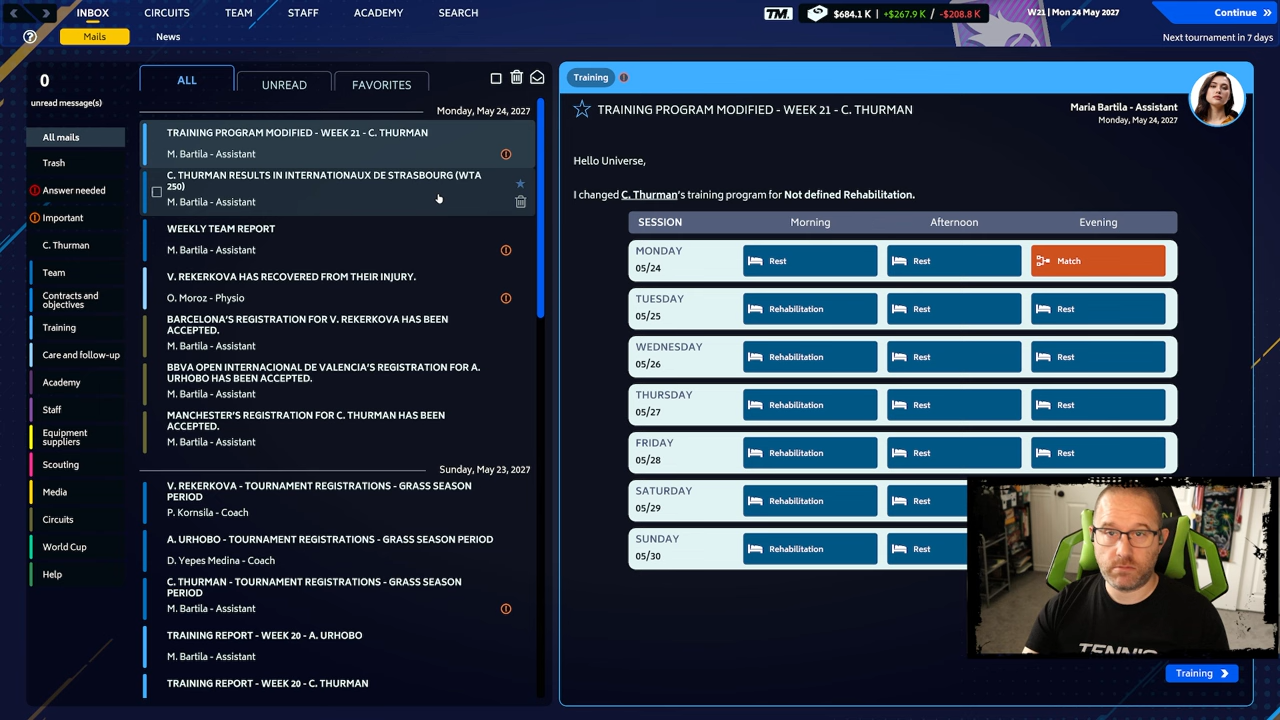 INBOX CIRCUITS TEAM STAFF ACADEMY SEARCH
TM. $684.1 K | +$267.9 K / -$208.8 K
W21 | Mon 24 May 2027
Continue
Mails News
Next tournament in 7 days
0
unread message(s)
All mails
Trash
Answer needed
Important
C. Thurman
Team
Contracts and
objectives
Training
Care and follow-up
Academy
Staff
Equipment
suppliers
Scouting
Media
Circuits
World Cup
Help
ALL UNREAD FAVORITES
Monday, May 24, 2027
TRAINING PROGRAM MODIFIED - WEEK 21 - C. THURMAN
M. Bartila - Assistant
C. THURMAN RESULTS IN INTERNATIONAUX DE STRASBOURG (WTA
250)
M. Bartila - Assistant
WEEKLY TEAM REPORT
M. Bartila - Assistant
V. REKERKOVA HAS RECOVERED FROM THEIR INJURY.
O. Moroz - Physio
BARCELONA'S REGISTRATION FOR V. REKERKOVA HAS BEEN
ACCEPTED.
M. Bartila - Assistant
BBVA OPEN INTERNACIONAL DE VALENCIA'S REGISTRATION FOR A.
URHOBO HAS BEEN ACCEPTED.
M. Bartila - Assistant
MANCHESTER'S REGISTRATION FOR C. THURMAN HAS BEEN
ACCEPTED.
M. Bartila - Assistant
Sunday, May 23, 2027
V. REKERKOVA - TOURNAMENT REGISTRATIONS - GRASS SEASON
PERIOD
P. Kornsila - Coach
A. URHOBO - TOURNAMENT REGISTRATIONS - GRASS SEASON PERIOD
D. Yepes Medina - Coach
C. THURMAN - TOURNAMENT REGISTRATIONS - GRASS SEASON
PERIOD
M. Bartila - Assistant
TRAINING REPORT - WEEK 20 - A. URHOBO
M. Bartila - Assistant
TRAINING REPORT - WEEK 20 - C. THURMAN
Training
TRAINING PROGRAM MODIFIED - WEEK 21 - C. THURMAN
Maria Bartila - Assistant
Monday, May 24, 2027
Hello Universe,
I changed C. Thurman's training program for Not defined Rehabilitation.
SESSION Morning Afternoon Evening
MONDAY
05/24 Rest Rest Match
TUESDAY
05/25 Rehabilitation Rest Rest
WEDNESDAY
05/26 Rehabilitation Rest Rest
THURSDAY
05/27 Rehabilitation Rest Rest
FRIDAY
05/28 Rehabilitation Rest Rest
SATURDAY
05/29 Rehabilitation Rest
SUNDAY
05/30 Rehabilitation Rest
TENNIS
Training